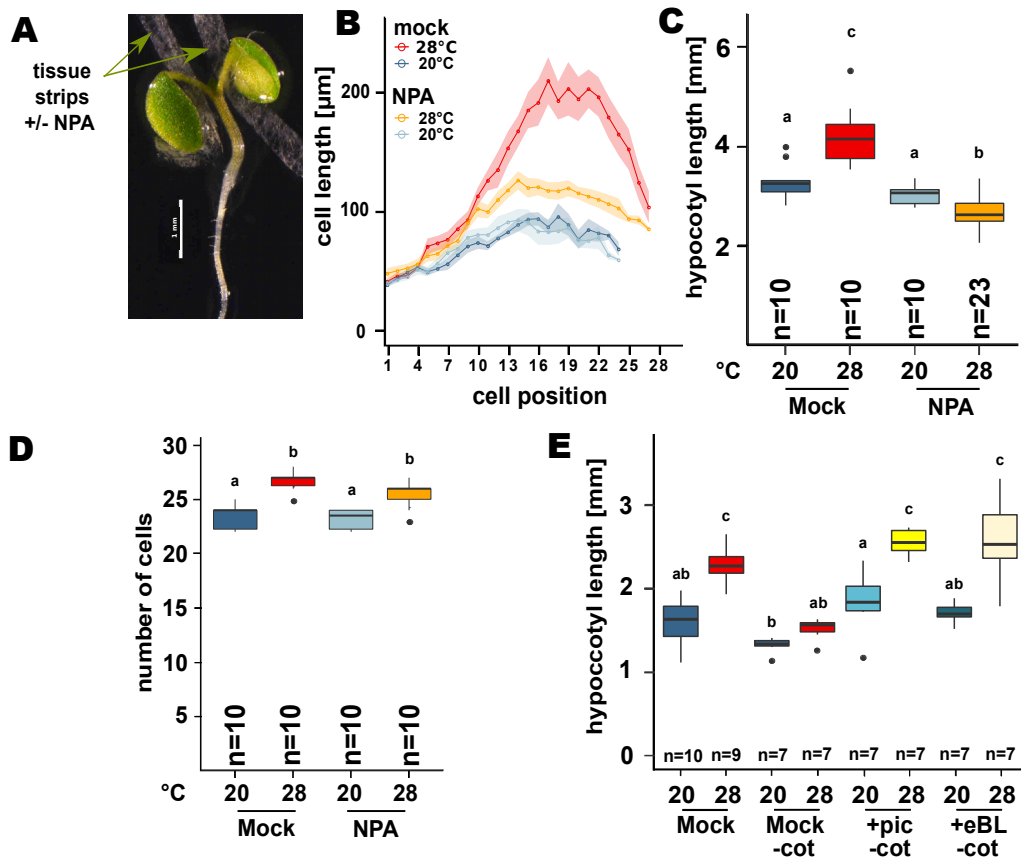 A
tissue
strips
+/- NPA
1 mm
B
mock
28°C
20°C
NPA
28°C
20°C
cell length [µm]
200
100
0
1 4 7 10 13 16 19 22 25 28
cell position
C
hypocotyl length [mm]
6
4
2
a
c
a
b
n=10
n=10
n=10
n=23
°C 20 28 20 28
Mock NPA
D
number of cells
30
25
20
15
10
5
a
b
a
b
n=10
n=10
n=10
n=10
°C 20 28 20 28
Mock NPA
E
hypoccotyl length [mm]
3
2
1
0
ab
c
b
ab
a
c
ab
c
n=10 n=9 n=7 n=7 n=7 n=7 n=7 n=7
20 28 20 28 20 28 20 28
Mock Mock +pic +eBL
-cot -cot -cot